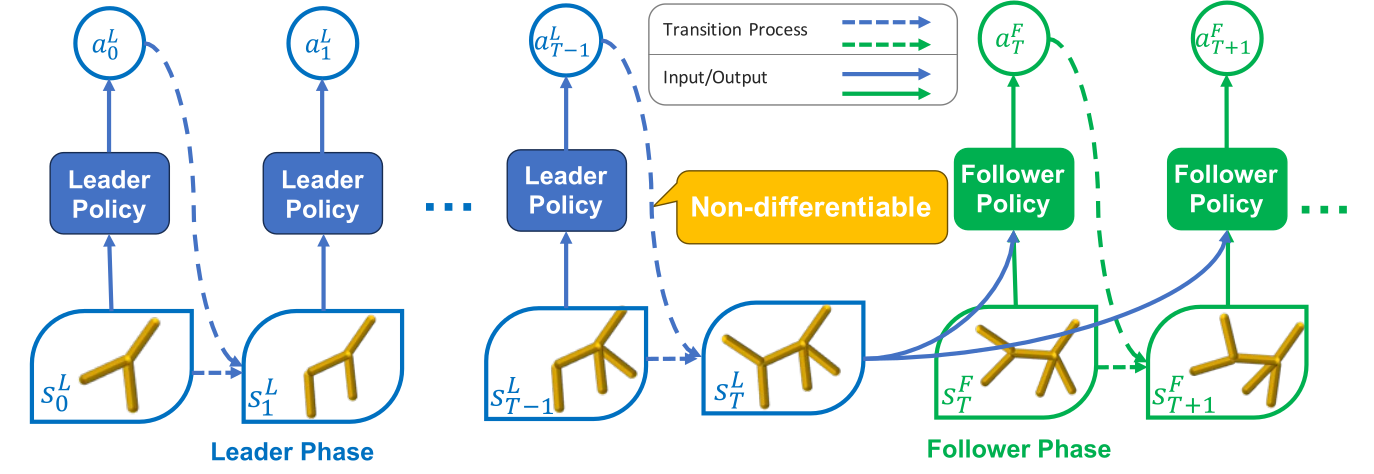 a_0^L
a_1^L
a_{T-1}^L
Transition Process
Input/Output
a_T^F
a_{T+1}^F
Leader
Policy
Leader
Policy
...
Leader
Policy
Non-differentiable
Follower
Policy
Follower
Policy
...
s_0^L
s_1^L
s_{T-1}^L
s_T^L
s_T^F
s_{T+1}^F
Leader Phase
Follower Phase